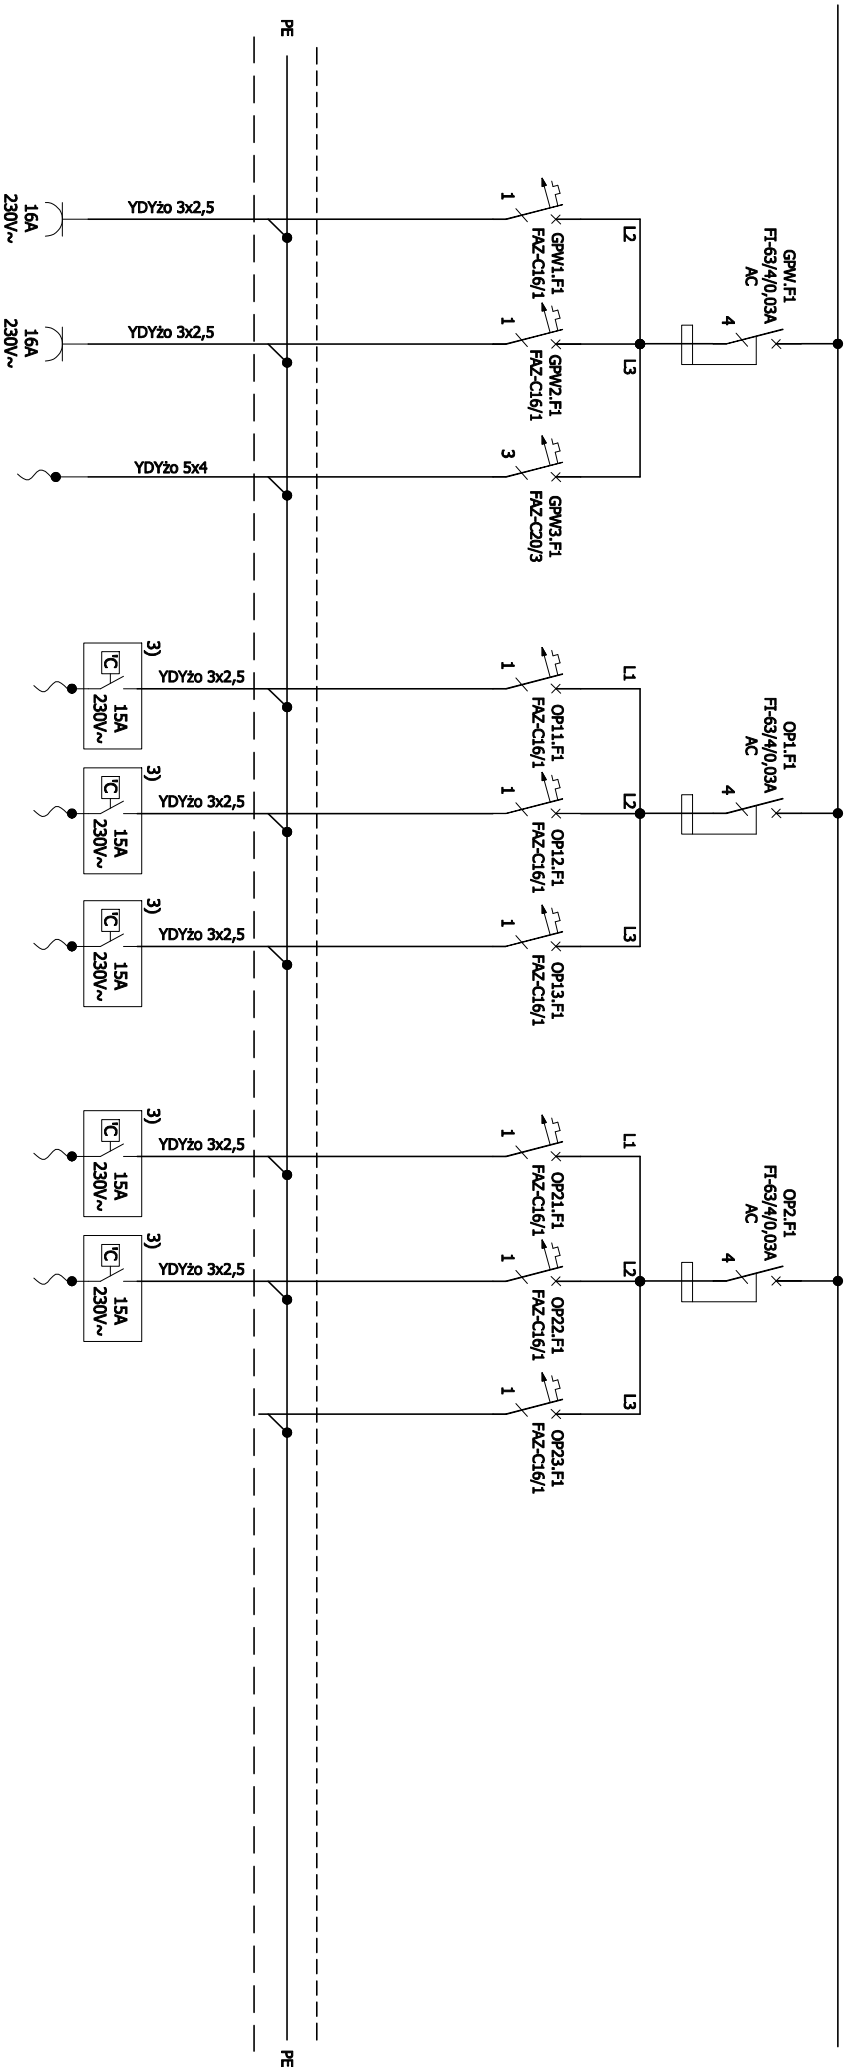 PE
GPW.F1
FI-63/4/0,03A
AC
4
L2
L3
1
GPW1.F1
FAZ-C16/1
1
GPW2.F1
FAZ-C16/1
3
GPW3.F1
FAZ-C20/3
YDYżo 3x2,5
YDYżo 3x2,5
YDYżo 5x4
16A
230V~
16A
230V~
OP1.F1
FI-63/4/0,03A
AC
4
L1
L2
L3
1
OP11.F1
FAZ-C16/1
1
OP12.F1
FAZ-C16/1
1
OP13.F1
FAZ-C16/1
YDYżo 3x2,5
YDYżo 3x2,5
YDYżo 3x2,5
3)
'C
15A
230V~
3)
'C
15A
230V~
3)
'C
15A
230V~
OP2.F1
FI-63/4/0,03A
AC
4
L1
L2
L3
1
OP21.F1
FAZ-C16/1
1
OP22.F1
FAZ-C16/1
1
OP23.F1
FAZ-C16/1
YDYżo 3x2,5
YDYżo 3x2,5
3)
'C
15A
230V~
3)
'C
15A
230V~
PE